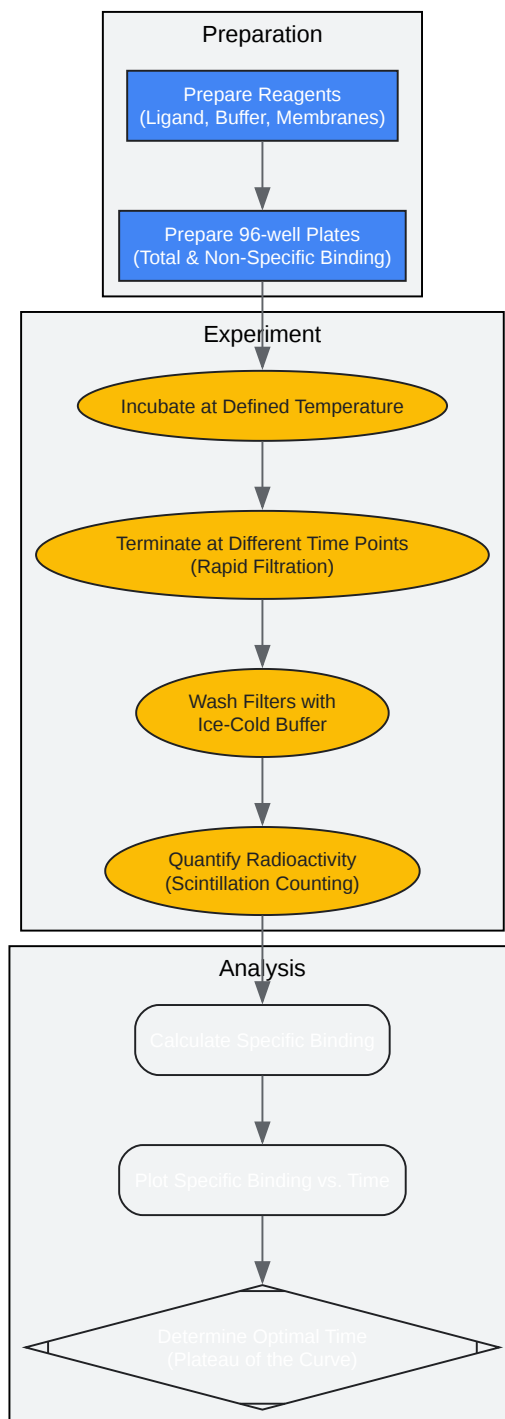 Preparation
Prepare Reagents
(Ligand, Buffer, Membranes)
Prepare 96-well Plates
(Total & Non-Specific Binding)
Experiment
Incubate at Defined Temperature
Terminate at Different Time Points
(Rapid Filtration)
Wash Filters with
Ice-Cold Buffer
Quantify Radioactivity
(Scintillation Counting)
Analysis
Calculate Specific Binding
Plot Specific Binding vs. Time
Determine Optimal Time
(Plateau of the Curve)